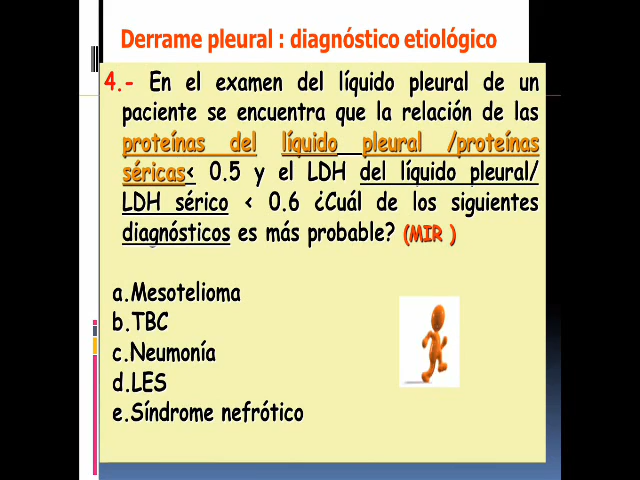 Derrame pleural : diagnóstico etiológico
4.- En el examen del líquido pleural de un
paciente se encuentra que la relación de las
proteínas del líquido pleural /proteínas
séricas< 0.5 y el LDH del líquido pleural/
LDH sérico < 0.6 ¿Cuál de los siguientes
diagnósticos es más probable? (MIR )
a.Mesotelioma
b.TBC
c.Neumonía
d.LES
e.Síndrome nefrótico